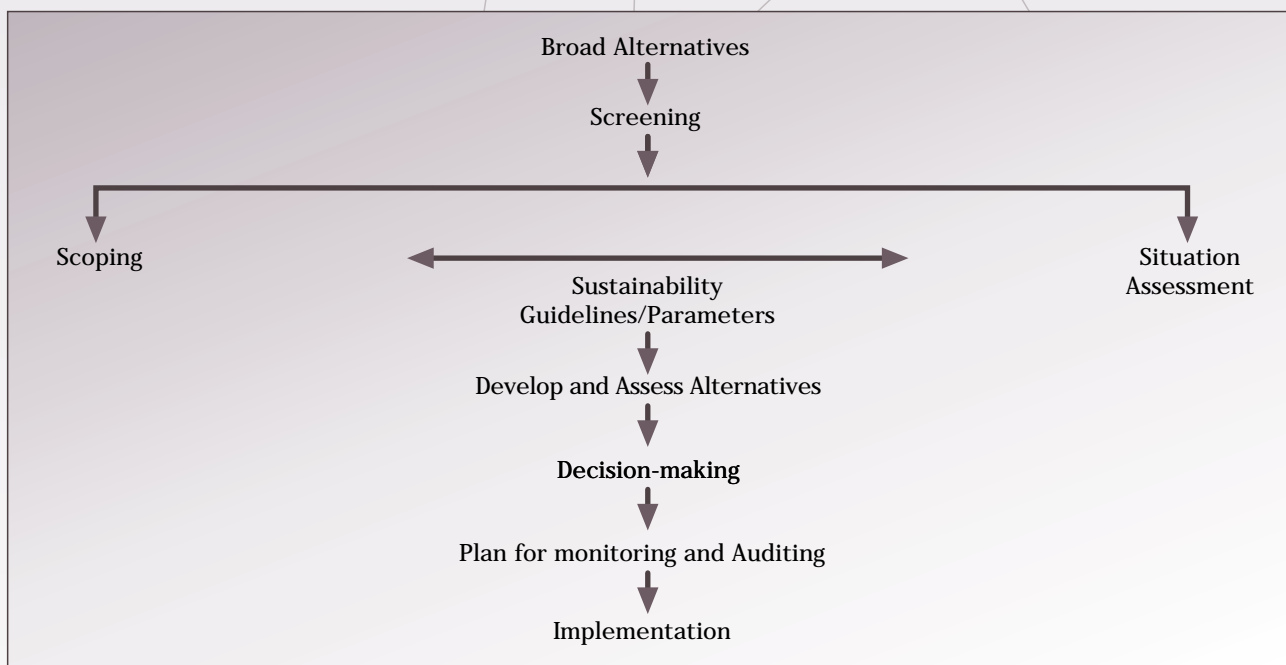 Broad Alternatives
Screening
Scoping
Situation
Assessment
Sustainability
Guidelines/Parameters
Develop and Assess Alternatives
Decision-making
Plan for monitoring and Auditing
Implementation